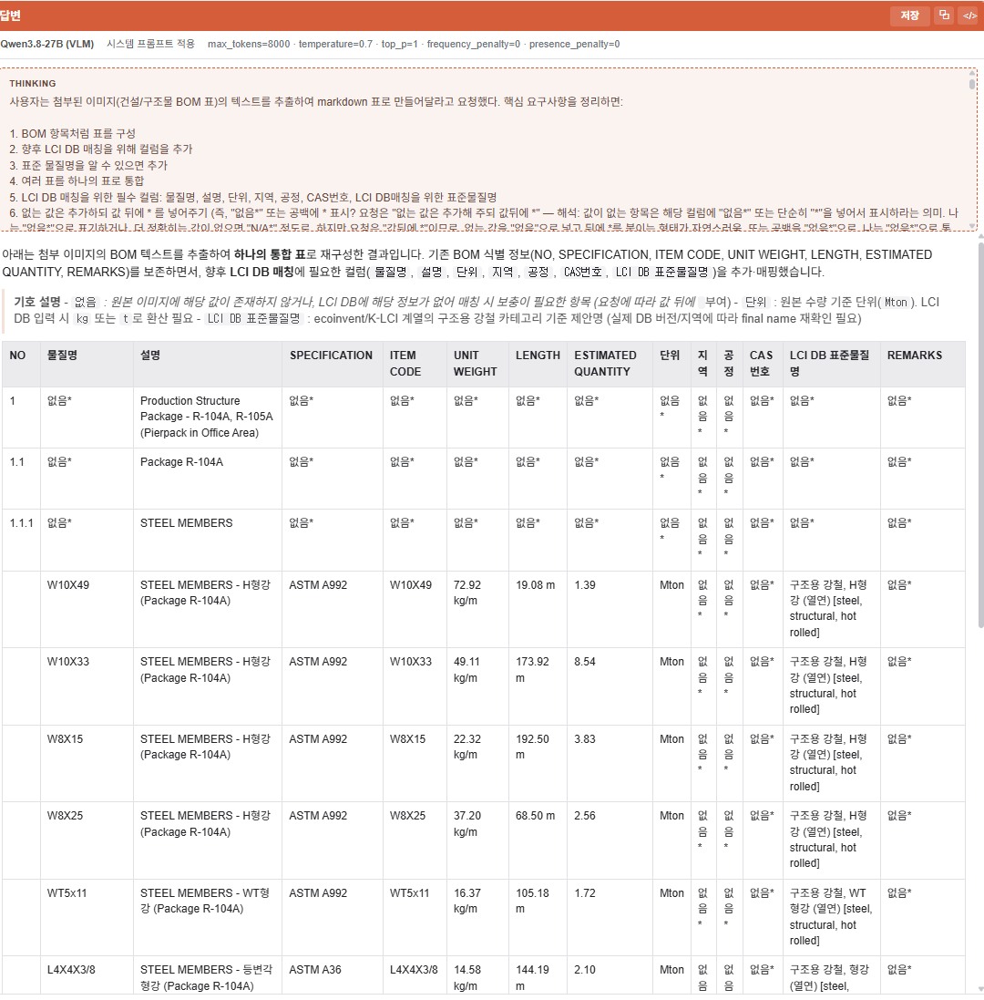 답변
저장
</>
Qwen3.8-27B (VLM) 시스템 프롬프트 적용 max_tokens=8000 · temperature=0.7 · top_p=1 · frequency_penalty=0 · presence_penalty=0
THINKING
사용자는 첨부된 이미지(건설/구조물 BOM 표)의 텍스트를 추출하여 markdown 표로 만들어달라고 요청했다. 핵심 요구사항을 정리하면:
1. BOM 항목처럼 표를 구성
2. 향후 LCI DB 매칭을 위해 컬럼을 추가
3. 표준 물질명을 알 수 있으면 추가
4. 여러 표를 하나의 표로 통합
5. LCI DB 매칭을 위한 필수 컬럼: 물질명, 설명, 단위, 지역, 공정, CAS번호, LCI DB매칭을 위한 표준물질명
6. 없는 값은 추가하되 값 뒤에 * 를 넣어주기 (즉, "없음*" 또는 공백에 * 표시? 요청은 "없는 값은 추가해 주되 값뒤에 *" — 해석: 값이 없는 항목은 해당 컬럼에 "없음*" 또는 단순히 "*"을 넣어서 표시하라는 의미. 나
는 "없음*"으로 표기하거나, 더 정확히는 값이 없으면 "N/A*" 정도로. 하지만 요청은 "값뒤에 *"이므로, 없는 값을 "없음"으로 넣고 뒤에 *를 붙이는 형태가 자연스러움. 또는 공백을 "없음*"으로. 나는 "없음*"으로 통
아래는 첨부 이미지의 BOM 텍스트를 추출하여 하나의 통합 표로 재구성한 결과입니다. 기존 BOM 식별 정보(NO, SPECIFICATION, ITEM CODE, UNIT WEIGHT, LENGTH, ESTIMATED
QUANTITY, REMARKS)를 보존하면서, 향후 LCI DB 매칭에 필요한 컬럼( 물질명 , 설명 , 단위 , 지역 , 공정 , CAS번호 , LCI DB 표준물질명 )을 추가·매핑했습니다.
기호 설명 - 없음 : 원본 이미지에 해당 값이 존재하지 않거나, LCI DB에 해당 정보가 없어 매칭 시 보충이 필요한 항목 (요청에 따라 값 뒤에 부여) - 단위 : 원본 수량 기준 단위( Mton ). LCI
DB 입력 시 kg 또는 t 로 환산 필요 - LCI DB 표준물질명 : ecoinvent/K-LCI 계열의 구조용 강철 카테고리 기준 제안명 (실제 DB 버전/지역에 따라 final name 재확인 필요)
NO 물질명 설명 SPECIFICATION ITEM CODE UNIT WEIGHT LENGTH ESTIMATED QUANTITY 단위 지역 공정 CAS 번호 LCI DB 표준물질명 REMARKS
1 없음* Production Structure Package - R-104A, R-105A (Pierpack in Office Area) 없음* 없음* 없음* 없음* 없음* 없음* 없음* 없음* 없음* 없음* 없음*
1.1 없음* Package R-104A 없음* 없음* 없음* 없음* 없음* 없음* 없음* 없음* 없음* 없음* 없음*
1.1.1 없음* STEEL MEMBERS 없음* 없음* 없음* 없음* 없음* 없음* 없음* 없음* 없음* 없음* 없음*
W10X49 STEEL MEMBERS - H형강 (Package R-104A) ASTM A992 W10X49 72.92 kg/m 19.08 m 1.39 Mton 없음* 없음* 없음* 구조용 강철, H형강 (열연) [steel, structural, hot rolled] 없음*
W10X33 STEEL MEMBERS - H형강 (Package R-104A) ASTM A992 W10X33 49.11 kg/m 173.92 m 8.54 Mton 없음* 없음* 없음* 구조용 강철, H형강 (열연) [steel, structural, hot rolled] 없음*
W8X15 STEEL MEMBERS - H형강 (Package R-104A) ASTM A992 W8X15 22.32 kg/m 192.50 m 3.83 Mton 없음* 없음* 없음* 구조용 강철, H형강 (열연) [steel, structural, hot rolled] 없음*
W8X25 STEEL MEMBERS - H형강 (Package R-104A) ASTM A992 W8X25 37.20 kg/m 68.50 m 2.56 Mton 없음* 없음* 없음* 구조용 강철, H형강 (열연) [steel, structural, hot rolled] 없음*
WT5x11 STEEL MEMBERS - WT형강 (Package R-104A) ASTM A992 WT5x11 16.37 kg/m 105.18 m 1.72 Mton 없음* 없음* 없음* 구조용 강철, WT형강 (열연) [steel, structural, hot rolled] 없음*
L4X4X3/8 STEEL MEMBERS - 등변각형강 (Package R-104A) ASTM A36 L4X4X3/8 14.58 kg/m 144.19 m 2.10 Mton 없음 없음 없음* 구조용 강철, 형강 (열연) [steel, 없음*